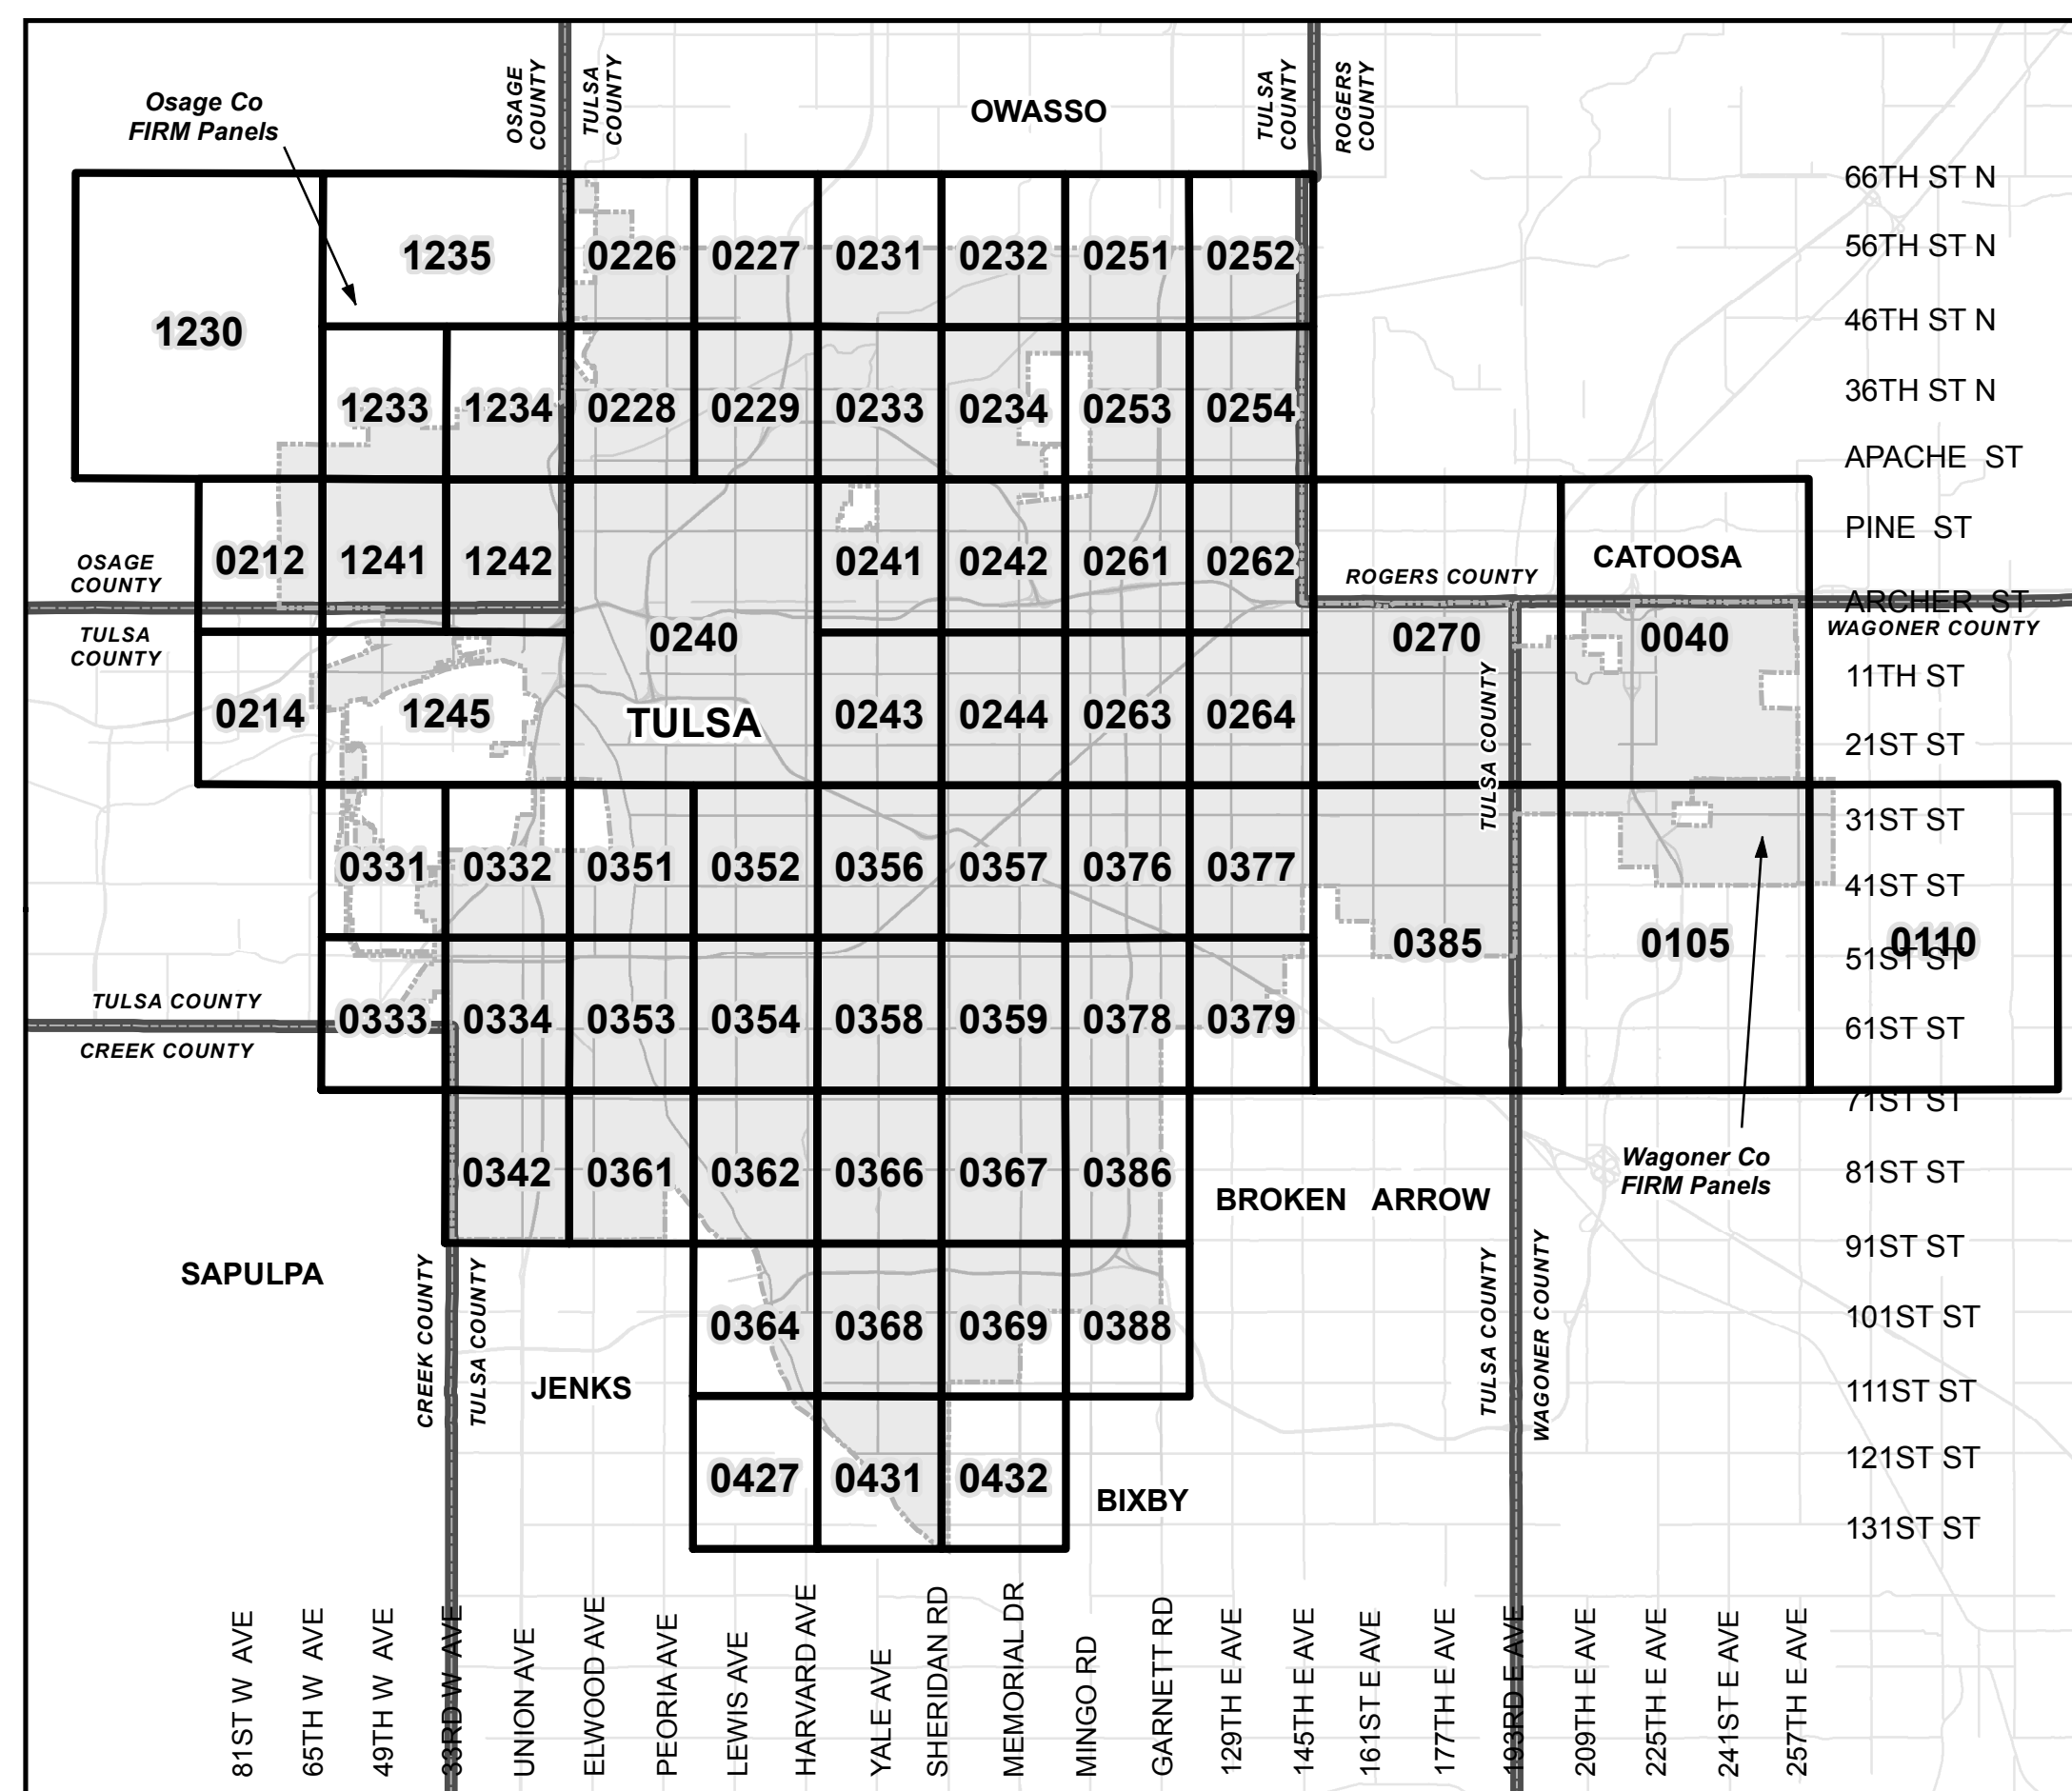 OSAGE
COUNTY
TULSA
COUNTY
OWASSO
TULSA
COUNTY
ROGERS
COUNTY
Osage Co
FIRM Panels
66TH ST N
56TH ST N
46TH ST N
36TH ST N
APACHE ST
PINE ST
ARCHER ST
WAGONER COUNTY
11TH ST
21ST ST
31ST ST
41ST ST
51ST ST
61ST ST
71ST ST
81ST ST
91ST ST
101ST ST
111ST ST
121ST ST
131ST ST
1235
0226
0227
0231
0232
0251
0252
1230
1233
1234
0228
0229
0233
0234
0253
0254
0212
1241
1242
0241
0242
0261
0262
ROGERS COUNTY
CATOOSA
OSAGE
COUNTY
TULSA
COUNTY
0240
0270
0040
0214
1245
TULSA
0243
0244
0263
0264
TULSA COUNTY
0331
0332
0351
0352
0356
0357
0376
0377
0385
0105
0110
TULSA COUNTY
CREEK COUNTY
0333
0334
0353
0354
0358
0359
0378
0379
0342
0361
0362
0366
0367
0386
BROKEN ARROW
Wagoner Co
FIRM Panels
SAPULPA
CREEK COUNTY
TULSA COUNTY
JENKS
0364
0368
0369
0388
TULSA COUNTY
WAGONER COUNTY
0427
0431
0432
BIXBY
81ST W AVE
65TH W AVE
49TH W AVE
33RD W AVE
UNION AVE
ELWOOD AVE
PEORIA AVE
LEWIS AVE
HARVARD AVE
YALE AVE
SHERIDAN RD
MEMORIAL DR
MINGO RD
GARNETT RD
129TH E AVE
145TH E AVE
161ST E AVE
177TH E AVE
193RD E AVE
209TH E AVE
225TH E AVE
241ST E AVE
257TH E AVE